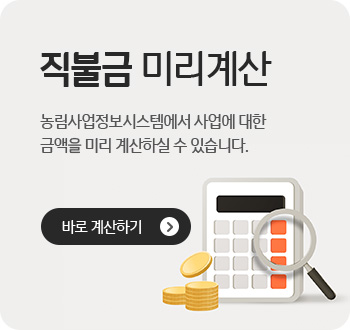 직불금 미리계산
농림사업정보시스템에서 사업에 대한
금액을 미리 계산하실 수 있습니다.
바로 계산하기